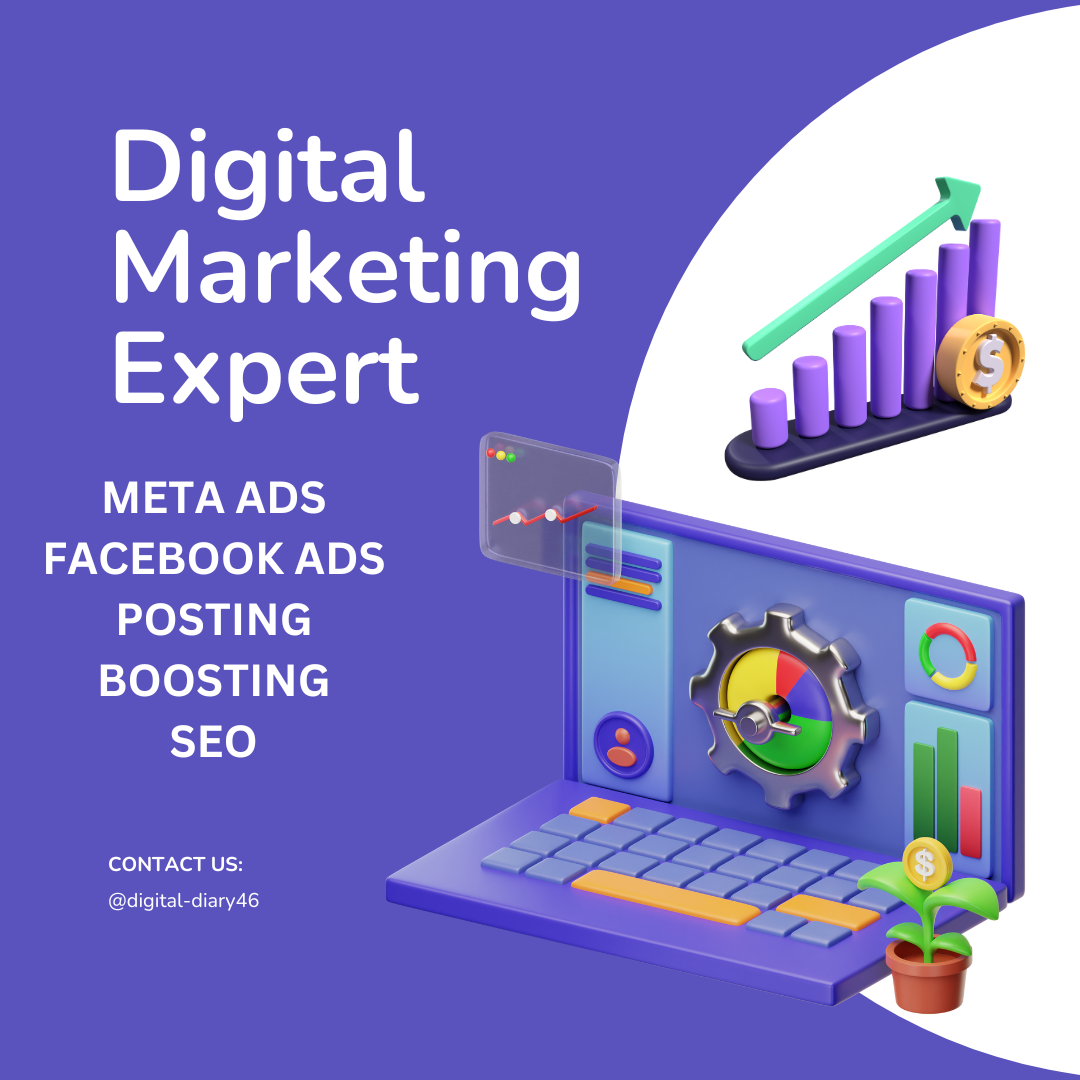 Digital
Marketing
Expert
META ADS
FACEBOOK ADS
POSTING
BOOSTING
SEO
CONTACT US:
@digital-diary46
$
$